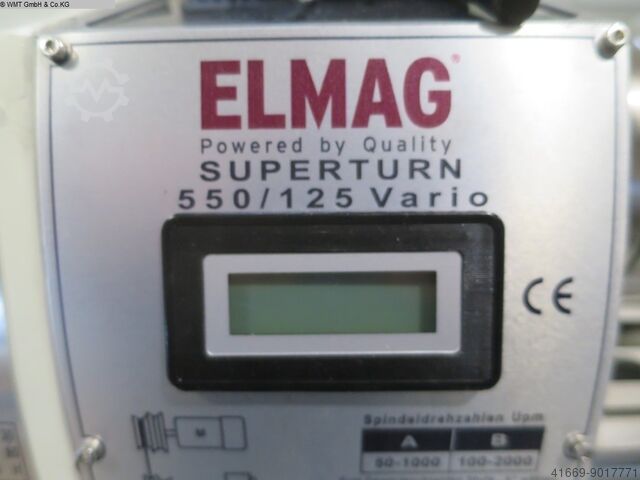 © WMT GmbH & Co.KG
ELMAG®
Powered by Quality
SUPERTURN
550/125 Vario
CE
Spindeldrehzahlen Upm
M
A B
50-1000 100-2000
41669-9017771